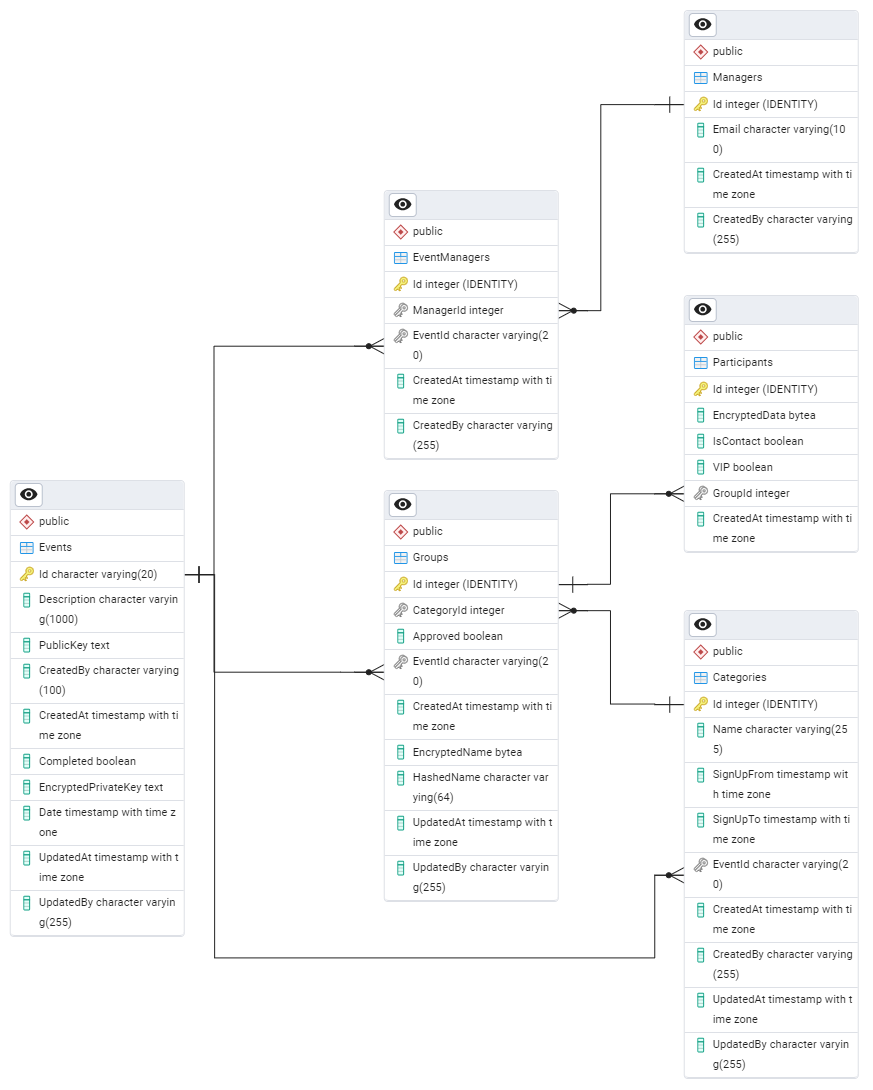 public
Managers
Id integer (IDENTITY)
Email character varying(10
0)
CreatedAt timestamp with ti
me zone
CreatedBy character varying
(255)
public
EventManagers
Id integer (IDENTITY)
ManagerId integer
EventId character varying(2
0)
CreatedAt timestamp with ti
me zone
CreatedBy character varying
(255)
public
Participants
Id integer (IDENTITY)
EncryptedData bytea
IsContact boolean
VIP boolean
GroupId integer
CreatedAt timestamp with ti
me zone
public
Events
Id character varying(20)
Description character varyin
g(1000)
PublicKey text
CreatedBy character varying
(100)
CreatedAt timestamp with ti
me zone
Completed boolean
EncryptedPrivateKey text
Date timestamp with time z
one
UpdatedAt timestamp with t
ime zone
UpdatedBy character varyin
g(255)
public
Groups
Id integer (IDENTITY)
CategoryId integer
Approved boolean
EventId character varying(2
0)
CreatedAt timestamp with ti
me zone
EncryptedName bytea
HashedName character var
ying(64)
UpdatedAt timestamp with t
ime zone
UpdatedBy character varyin
g(255)
public
Categories
Id integer (IDENTITY)
Name character varying(25
5)
SignUpFrom timestamp wit
h time zone
SignUpTo timestamp with ti
me zone
EventId character varying(2
0)
CreatedAt timestamp with ti
me zone
CreatedBy character varying
(255)
UpdatedAt timestamp with t
ime zone
UpdatedBy character varyin
g(255)